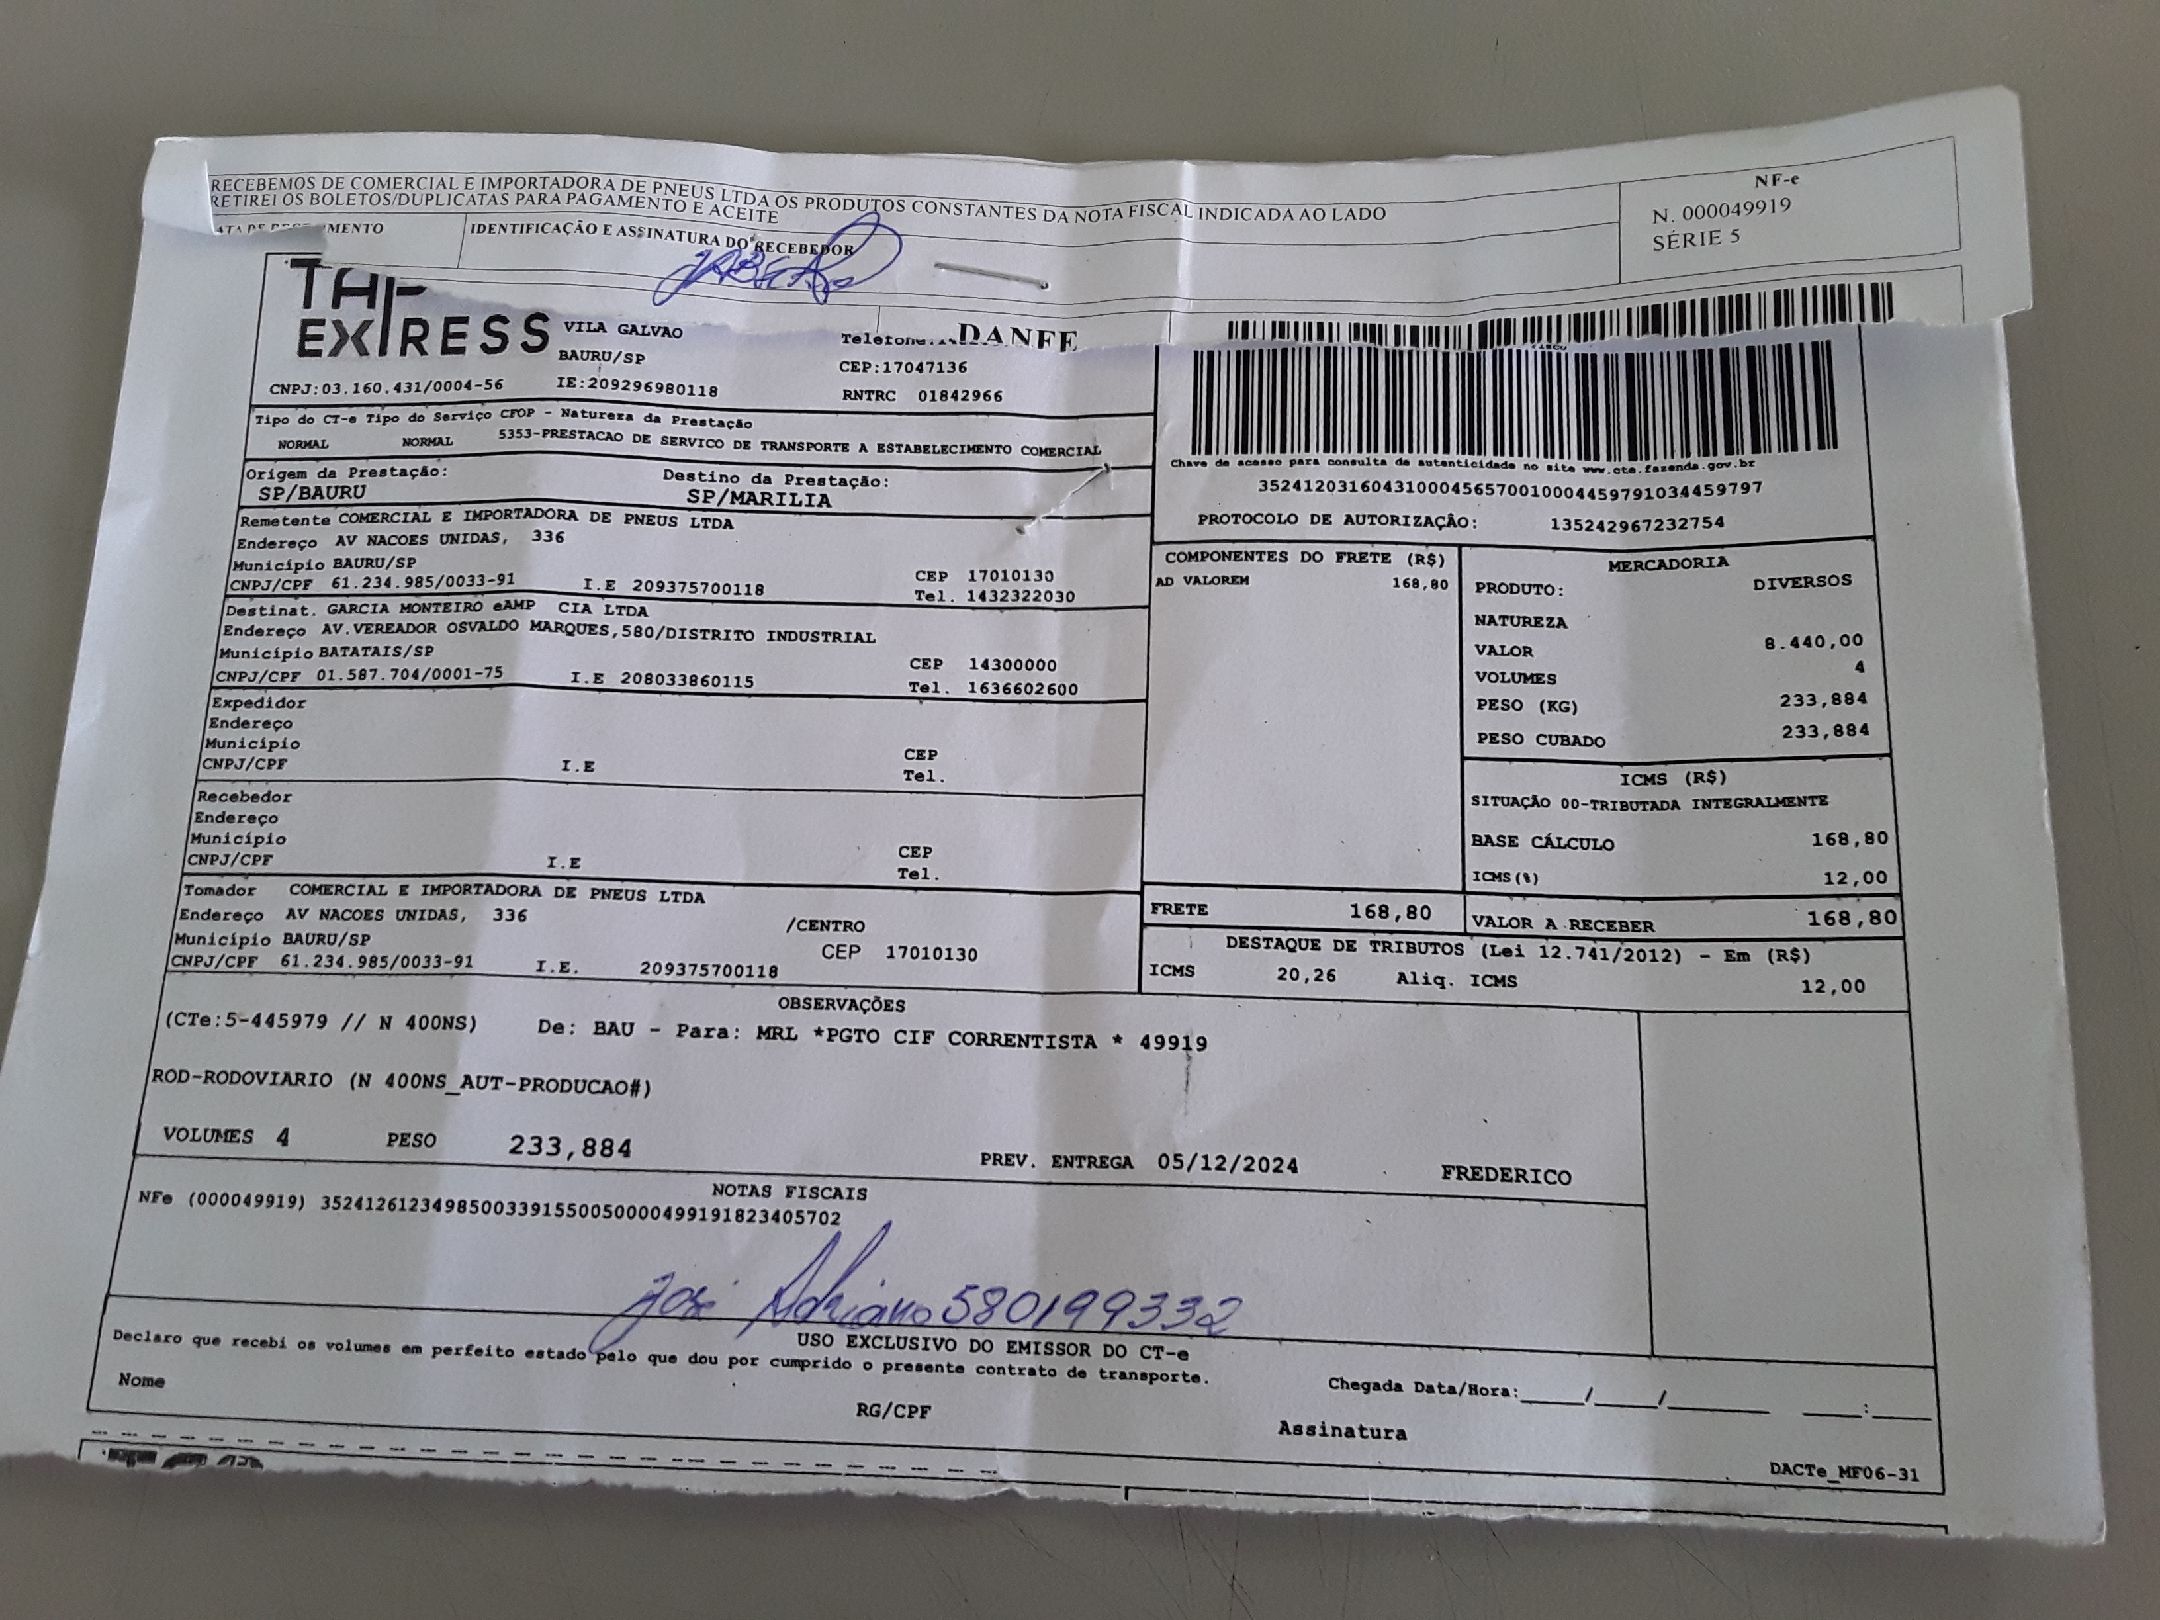 RECEBEMOS DE COMERCIAL E IMPORTADORA DE PNEUS LTDA OS PRODUTOS CONSTANTES DA NOTA FISCAL INDICADA AO LADO
RETIREI OS BOLETOS/DUPLICATAS PARA PAGAMENTO E ACEITE
IDENTIFICAÇÃO E ASSINATURA DO RECEBEDOR
NF-e
N. 000049919
SÉRIE 5
DANFE
EXPRESS
VILA GALVAO
BAURU/SP
CEP:17047136
CNPJ:03.160.431/0004-56 IE:209296980118 RNTRC 01842966
Tipo do CT-e Tipo do Serviço CFOP - Natureza da Prestação
NORMAL NORMAL 5353-PRESTACAO DE SERVICO DE TRANSPORTE A ESTABELECIMENTO COMERCIAL
Origem da Prestação: Destino da Prestação:
SP/BAURU SP/MARILIA
Chave de acesso para consulta de autenticidade no site www.cte.fazenda.gov.br
35241203160431000456570010004459791034459797
PROTOCOLO DE AUTORIZAÇÃO: 135242967232754
Remetente COMERCIAL E IMPORTADORA DE PNEUS LTDA
Endereço AV NACOES UNIDAS, 336
Município BAURU/SP CEP 17010130
CNPJ/CPF 61.234.985/0033-91 I.E 209375700118 Tel. 1432322030
Destinat. GARCIA MONTEIRO eAMP CIA LTDA
Endereço AV.VEREADOR OSVALDO MARQUES,580/DISTRITO INDUSTRIAL
Município BATATAIS/SP CEP 14300000
CNPJ/CPF 01.587.704/0001-75 I.E 208033860115 Tel. 1636602600
Expedidor
Endereço
Município CEP
CNPJ/CPF I.E Tel.
Recebedor
Endereço
Município CEP
CNPJ/CPF I.E Tel.
Tomador COMERCIAL E IMPORTADORA DE PNEUS LTDA
Endereço AV NACOES UNIDAS, 336 /CENTRO
Município BAURU/SP CEP 17010130
CNPJ/CPF 61.234.985/0033-91 I.E. 209375700118
COMPONENTES DO FRETE (R$)
AD VALOREM 168,80
MERCADORIA
PRODUTO: DIVERSOS
NATUREZA
VALOR 8.440,00
VOLUMES 4
PESO (KG) 233,884
PESO CUBADO 233,884
ICMS (R$)
SITUAÇÃO 00-TRIBUTADA INTEGRALMENTE
BASE CÁLCULO 168,80
ICMS(%) 12,00
FRETE 168,80 VALOR A RECEBER 168,80
DESTAQUE DE TRIBUTOS (Lei 12.741/2012) - Em (R$)
ICMS 20,26 Aliq. ICMS 12,00
OBSERVAÇÕES
(CTe:5-445979 // N 400NS) De: BAU - Para: MRL *PGTO CIF CORRENTISTA * 49919
ROD-RODOVIARIO (N 400NS_AUT-PRODUCAO#)
VOLUMES 4 PESO 233,884 PREV. ENTREGA 05/12/2024 FREDERICO
NOTAS FISCAIS
NFe (000049919) 35241261234985003391550050000499191823405702
José Adriano 580199332
USO EXCLUSIVO DO EMISSOR DO CT-e
Declaro que recebi os volumes em perfeito estado pelo que dou por cumprido o presente contrato de transporte.
Nome RG/CPF Assinatura Chegada Data/Hora:____/____/______ ___:___
DACTe_MF06-31